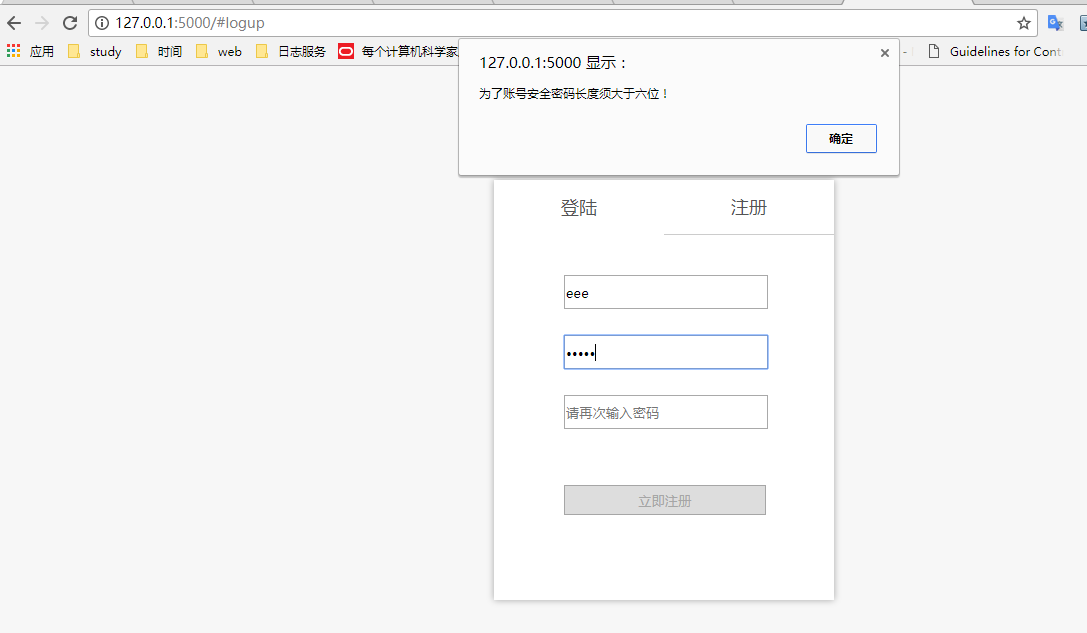 127.0.0.1:5000/#logup
应用 study 时间 web 日志服务 每个计算机科学家 - Guidelines for Cont
127.0.0.1:5000 显示：
为了账号安全密码长度须大于六位！
确定
登陆 注册
eee
•••••
请再次输入密码
立即注册